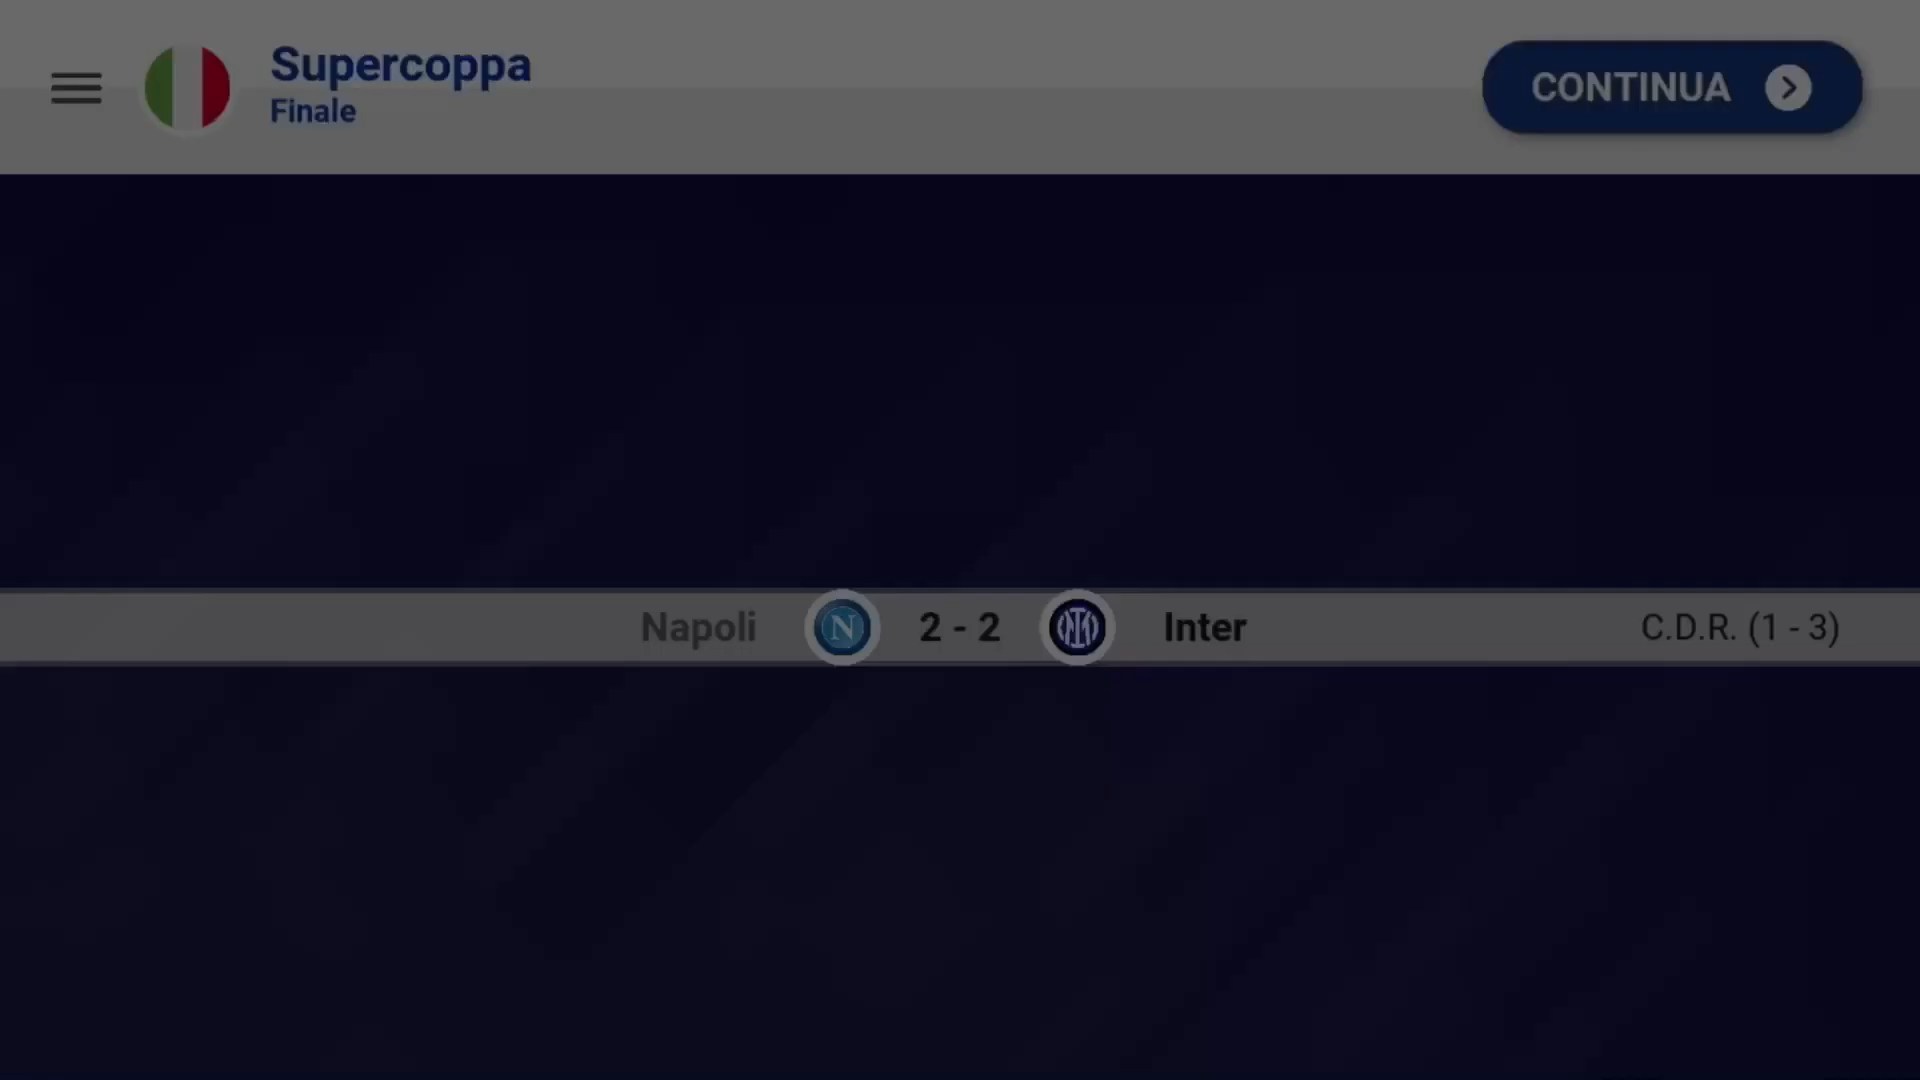 Supercoppa
Finale
CONTINUA
Napoli N 2 - 2 Inter C.D.R. (1 - 3)